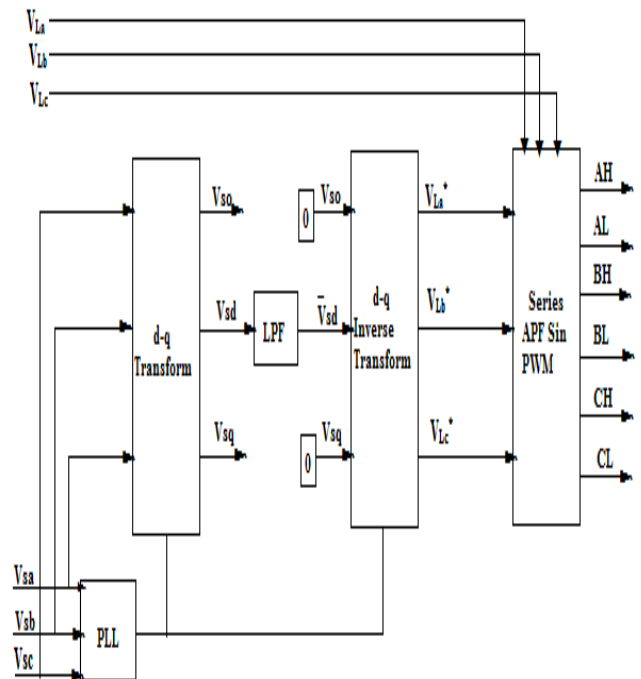 VLa
VLb
VLc
Vso
0
Vso
VLa*
AH
AL
BH
Vsd
LPF
V̄sd
d-q
Transform
d-q
Inverse
Transform
VLb*
Series
APF Sin
PWM
BL
Vsq
0
Vsq
VLc*
CH
CL
Vsa
Vsb
PLL
Vsc